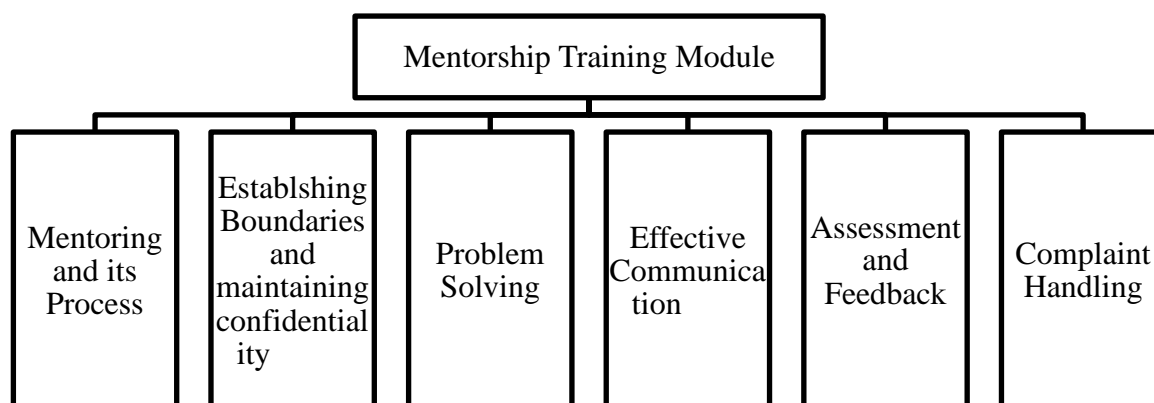 Mentorship Training Module
Mentoring
and its
Process
Establshing
Boundaries
and
maintaining
confidential
ity
Problem
Solving
Effective
Communica
tion
Assessment
and
Feedback
Complaint
Handling